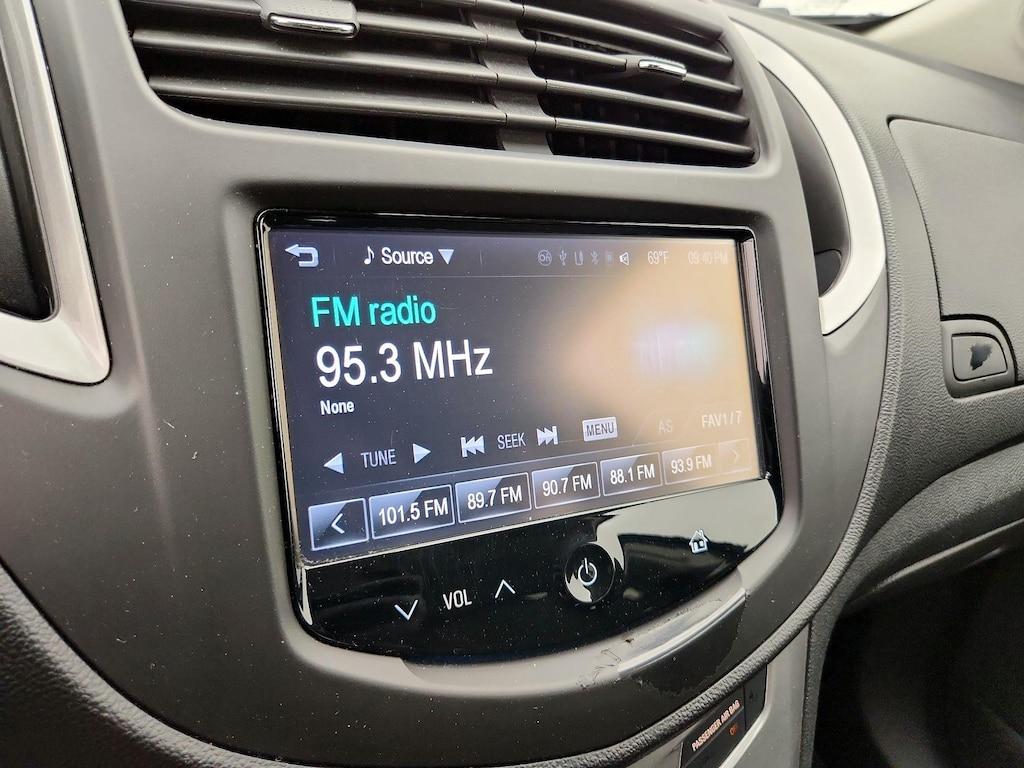 Source 69°F 09:40 PM
FM radio
95.3 MHz
None
TUNE SEEK MENU AS FAV1/7
101.5 FM 89.7 FM 90.7 FM 88.1 FM 93.9 FM
VOL
PASSENGER AIR BAG